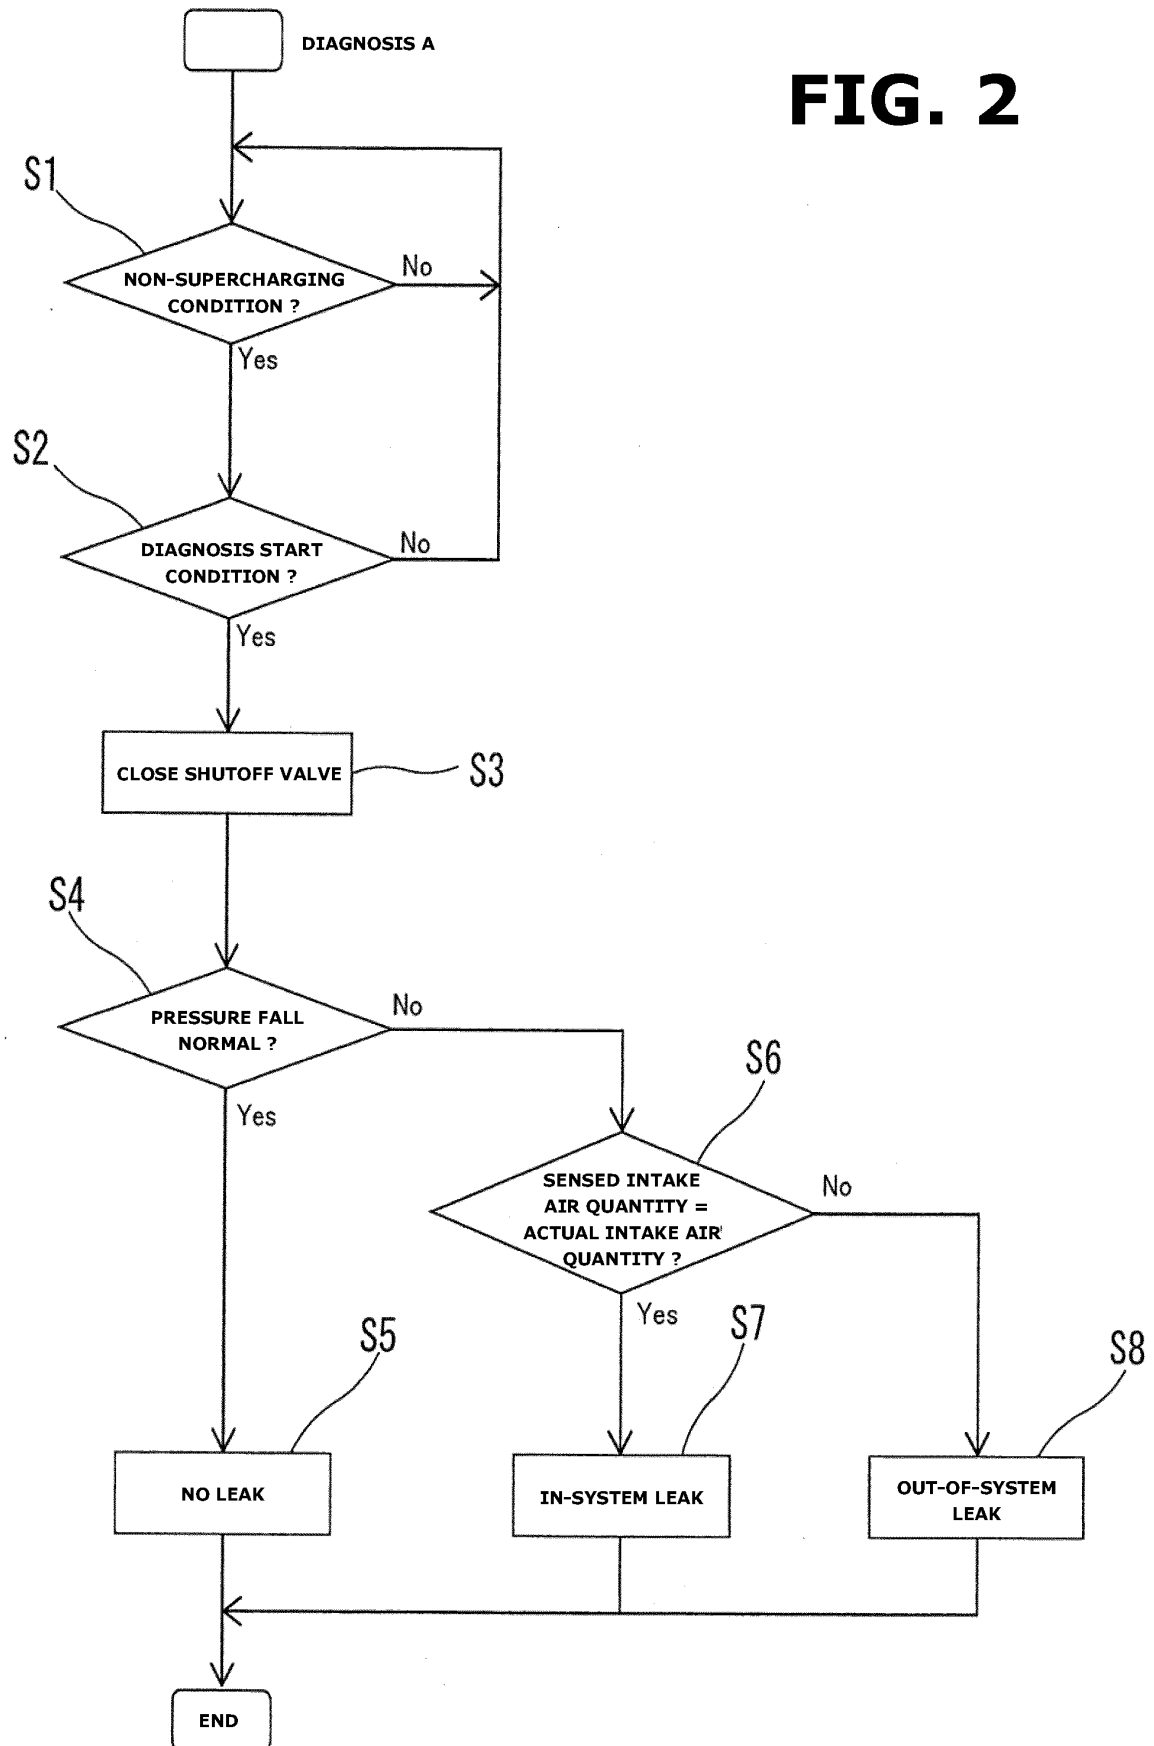 DIAGNOSIS A
FIG. 2
S1
NON-SUPERCHARGING
CONDITION ?
No
Yes
S2
DIAGNOSIS START
CONDITION ?
No
Yes
CLOSE SHUTOFF VALVE
S3
S4
PRESSURE FALL
NORMAL ?
No
Yes
S6
SENSED INTAKE
AIR QUANTITY =
ACTUAL INTAKE AIR
QUANTITY ?
No
Yes
S5
S7
S8
NO LEAK
IN-SYSTEM LEAK
OUT-OF-SYSTEM
LEAK
END